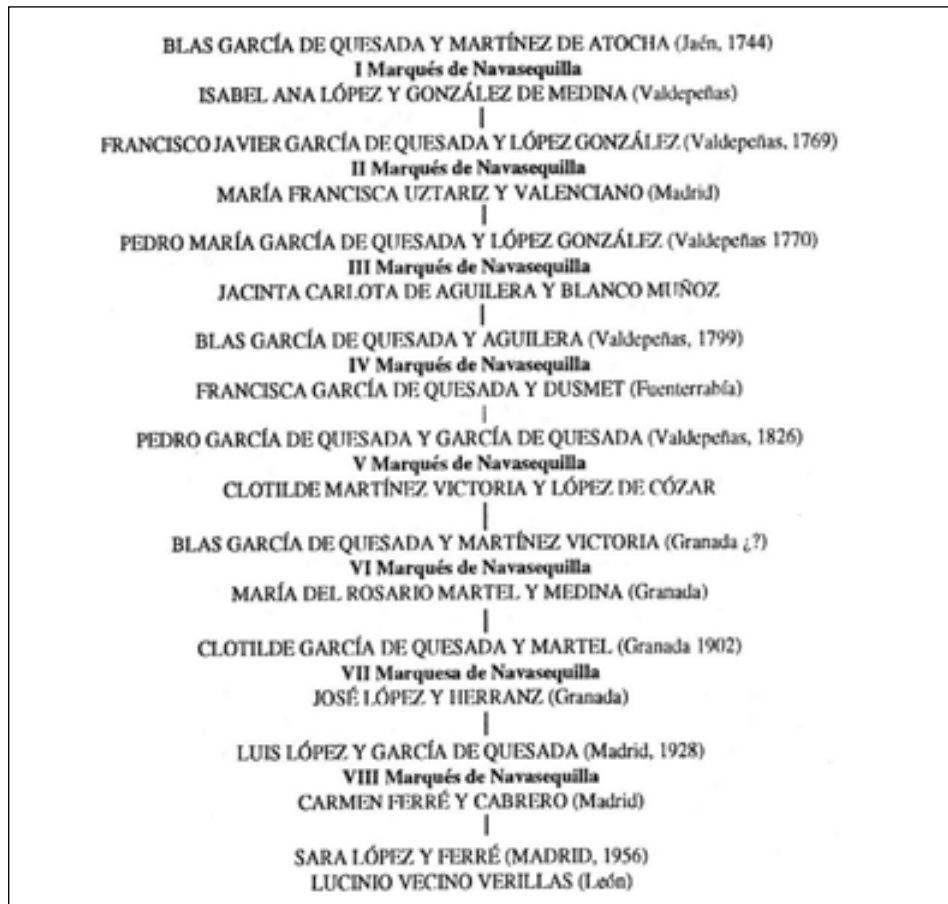 BLAS GARCÍA DE QUESADA Y MARTÍNEZ DE ATOCHA (Jaén, 1744)
I Marqués de Navasequilla
ISABEL ANA LÓPEZ Y GONZÁLEZ DE MEDINA (Valdepeñas)
FRANCISCO JAVIER GARCÍA DE QUESADA Y LÓPEZ GONZÁLEZ (Valdepeñas, 1769)
II Marqués de Navasequilla
MARÍA FRANCISCA UZTARIZ Y VALENCIANO (Madrid)
PEDRO MARÍA GARCÍA DE QUESADA Y LÓPEZ GONZÁLEZ (Valdepeñas 1770)
III Marqués de Navasequilla
JACINTA CARLOTA DE AGUILERA Y BLANCO MUÑOZ
BLAS GARCÍA DE QUESADA Y AGUILERA (Valdepeñas, 1799)
IV Marqués de Navasequilla
FRANCISCA GARCÍA DE QUESADA Y DUSMET (Fuenterrabía)
PEDRO GARCÍA DE QUESADA Y GARCÍA DE QUESADA (Valdepeñas, 1826)
V Marqués de Navasequilla
CLOTILDE MARTÍNEZ VICTORIA Y LÓPEZ DE CÓZAR
BLAS GARCÍA DE QUESADA Y MARTÍNEZ VICTORIA (Granada ¿?)
VI Marqués de Navasequilla
MARÍA DEL ROSARIO MARTEL Y MEDINA (Granada)
CLOTILDE GARCÍA DE QUESADA Y MARTEL (Granada 1902)
VII Marquesa de Navasequilla
JOSÉ LÓPEZ Y HERRANZ (Granada)
LUIS LÓPEZ Y GARCÍA DE QUESADA (Madrid, 1928)
VIII Marqués de Navasequilla
CARMEN FERRÉ Y CABRERO (Madrid)
SARA LÓPEZ Y FERRÉ (MADRID, 1956)
LUCINIO VECINO VERILLAS (León)